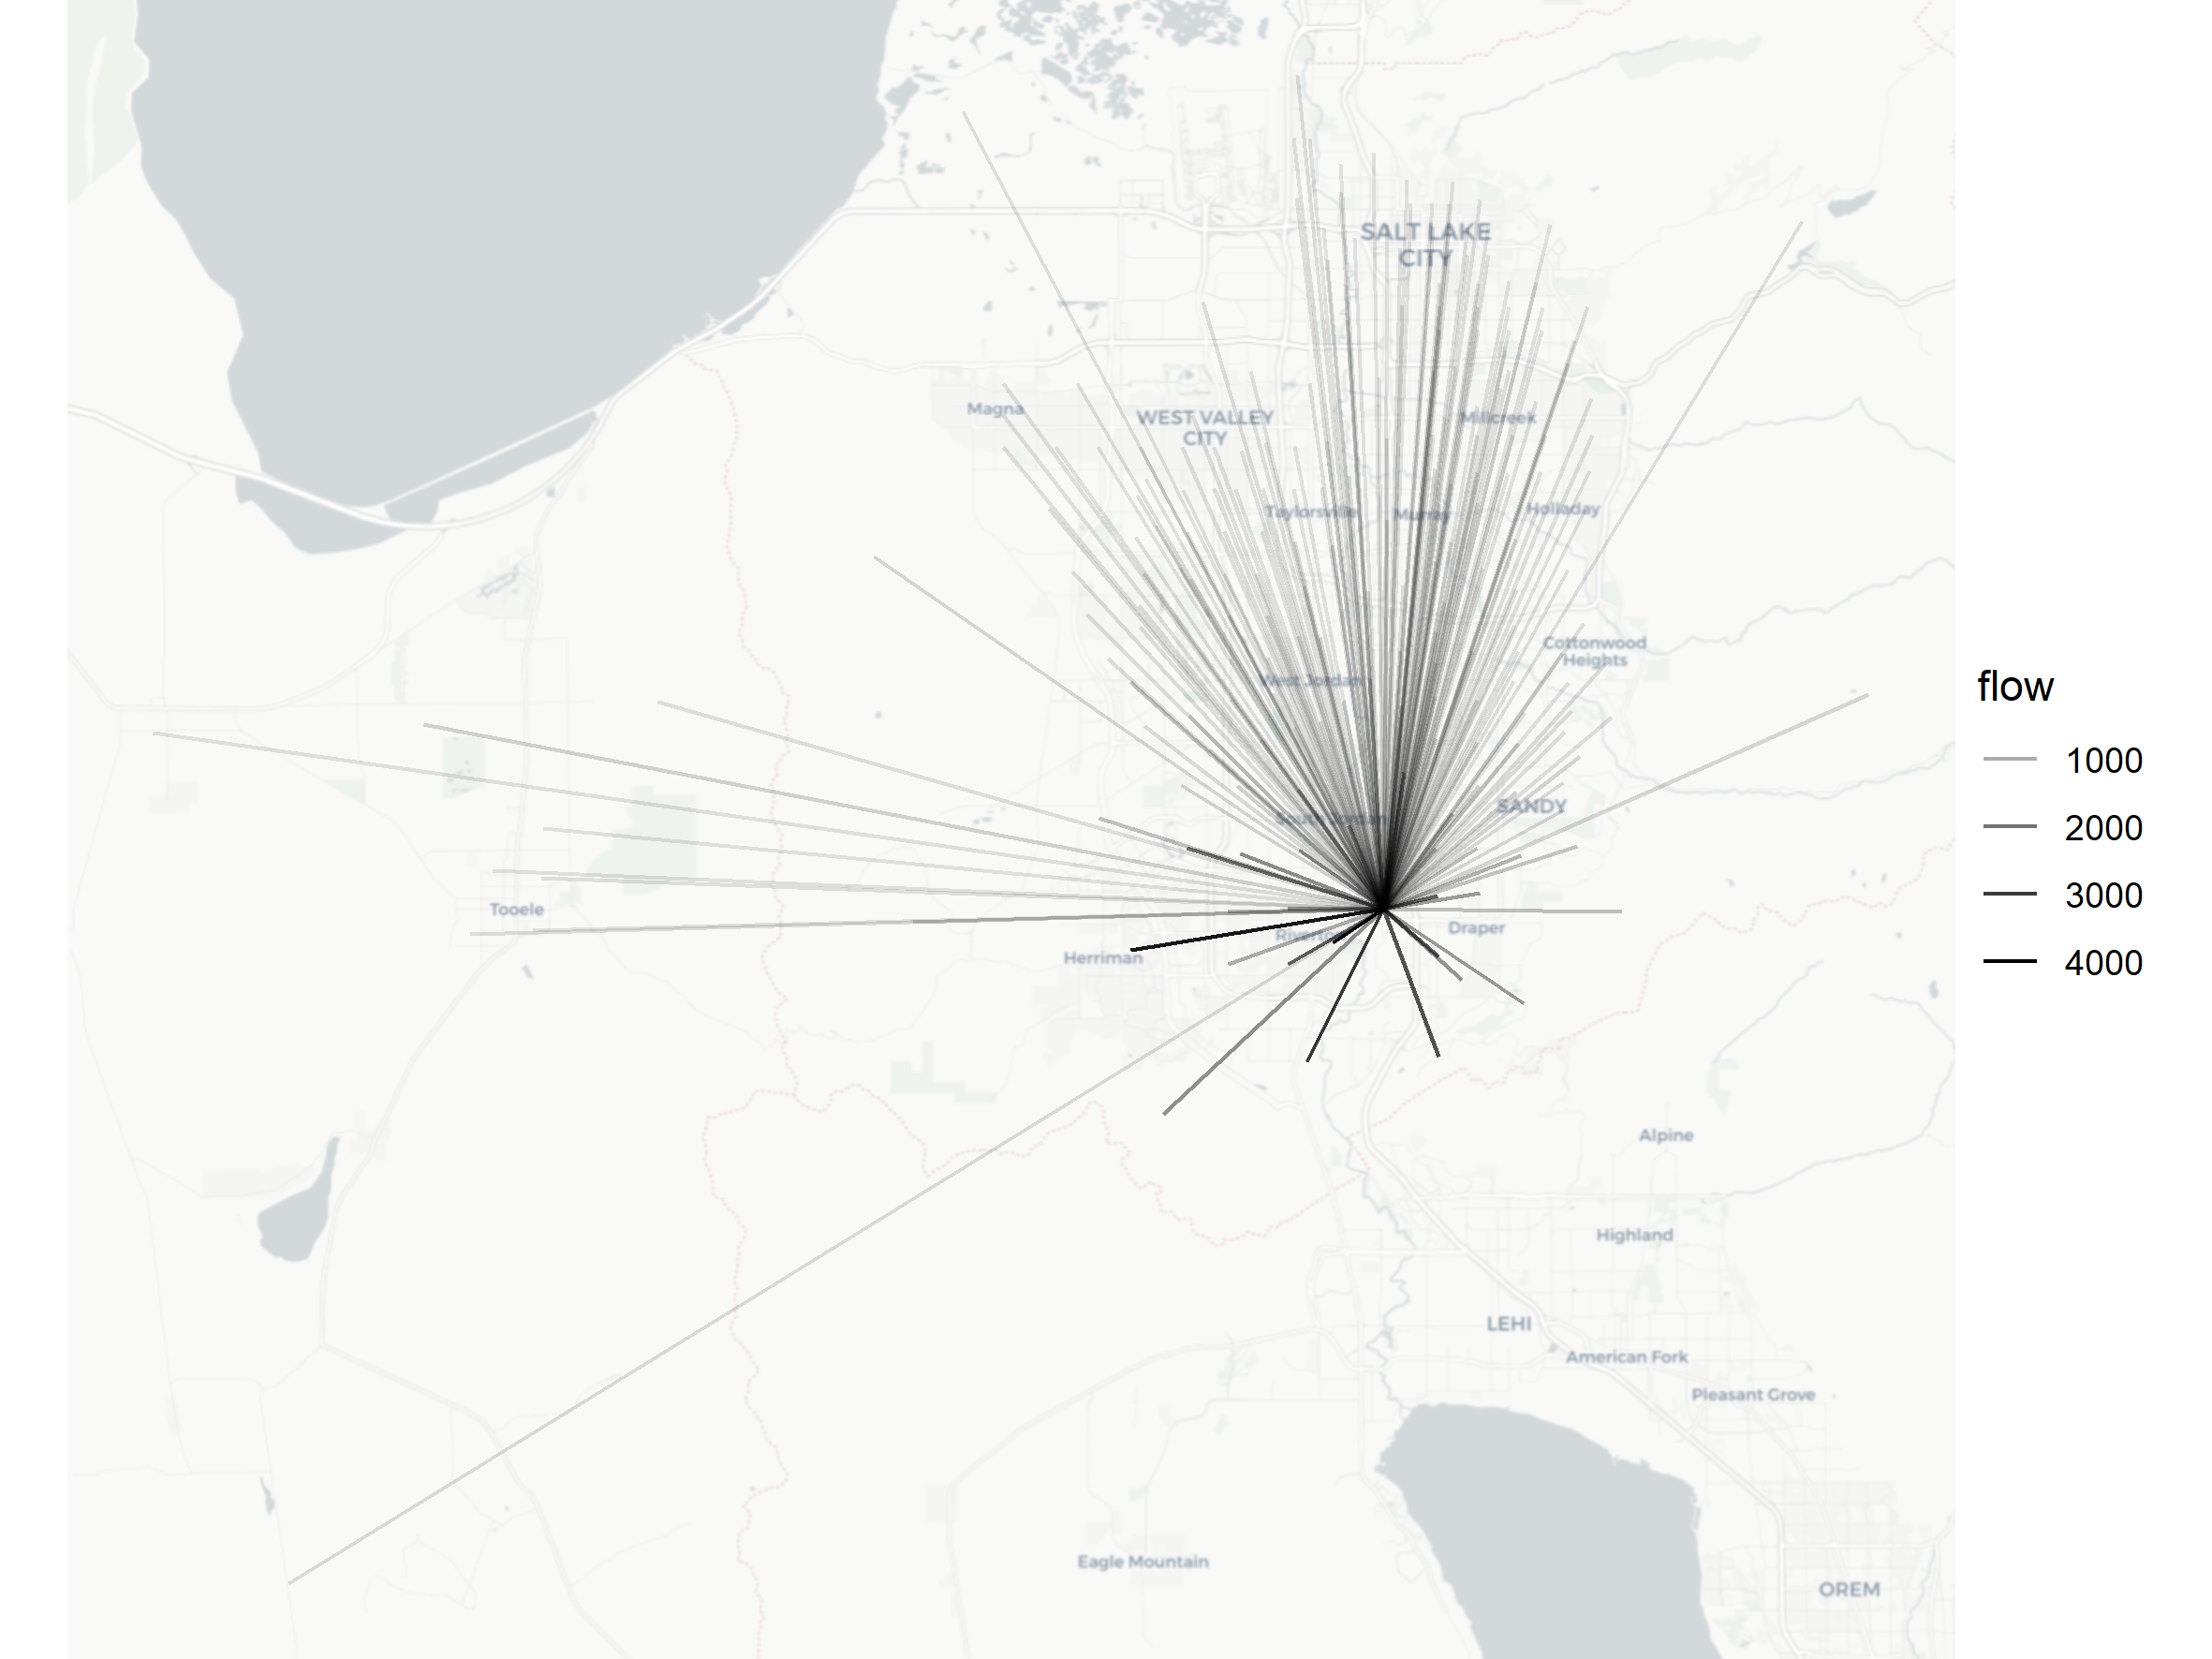 SALT LAKE
CITY
Magna
WEST VALLEY
CITY
Millcreek
Taylorsville
Murray
Holladay
Cottonwood
Heights
West Jordan
flow
1000
SANDY
South Jordan
2000
3000
Tooele
Draper
Riverton
Herriman
4000
Alpine
Highland
LEHI
American Fork
Pleasant Grove
Eagle Mountain
OREM